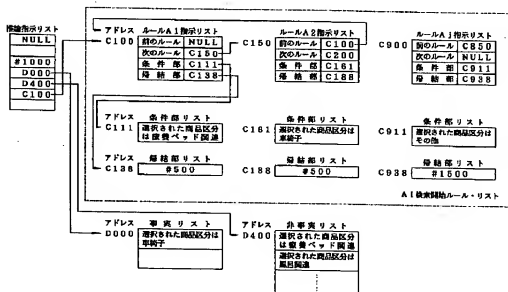 推論指示リスト
NULL
#1000
D000
D400
C100
アドレス ルールA1指示リスト
C100 前のルール NULL
次のルール C150
条件部 C111
帰結部 C138
ルールA2指示リスト
C150 前のルール C100
次のルール C200
条件部 C161
帰結部 C188
ルールAj指示リスト
C900 前のルール C850
次のルール NULL
条件部 C911
帰結部 C938
アドレス 条件部リスト
C111 選択された商品区分
は療養ベッド関連
条件部リスト
C161 選択された商品区分は
車椅子
条件部リスト
C911 選択された商品区分は
その他
アドレス 帰結部リスト
C138 #500
帰結部リスト
C188 #500
帰結部リスト
C938 #1500
AI検索開始ルール・リスト
アドレス 事実リスト
D000 選択された商品区分は
車椅子
アドレス 非事実リスト
D400 選択された商品区分
は療養ベッド関連
選択された商品区分は
風呂関連